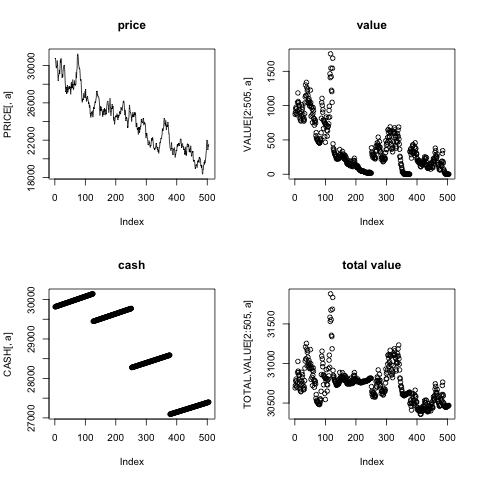 price
PRICE[, a]
18000 22000 26000 30000
0 100 200 300 400 500
Index
value
VALUE[2:505, a]
0 500 1000 1500
0 100 200 300 400 500
Index
cash
CASH[, a]
27000 28000 29000 30000
0 100 200 300 400 500
Index
total value
TOTAL.VALUE[2:505, a]
30500 31000 31500
0 100 200 300 400 500
Index